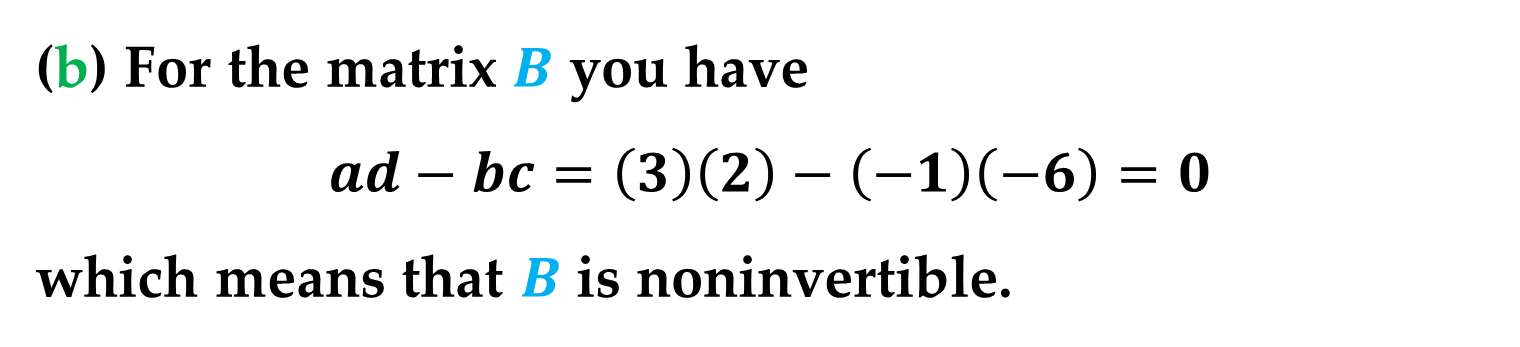 (b) For the matrix B you have
ad − bc = (3)(2) − (−1)(−6) = 0
which means that B is noninvertible.